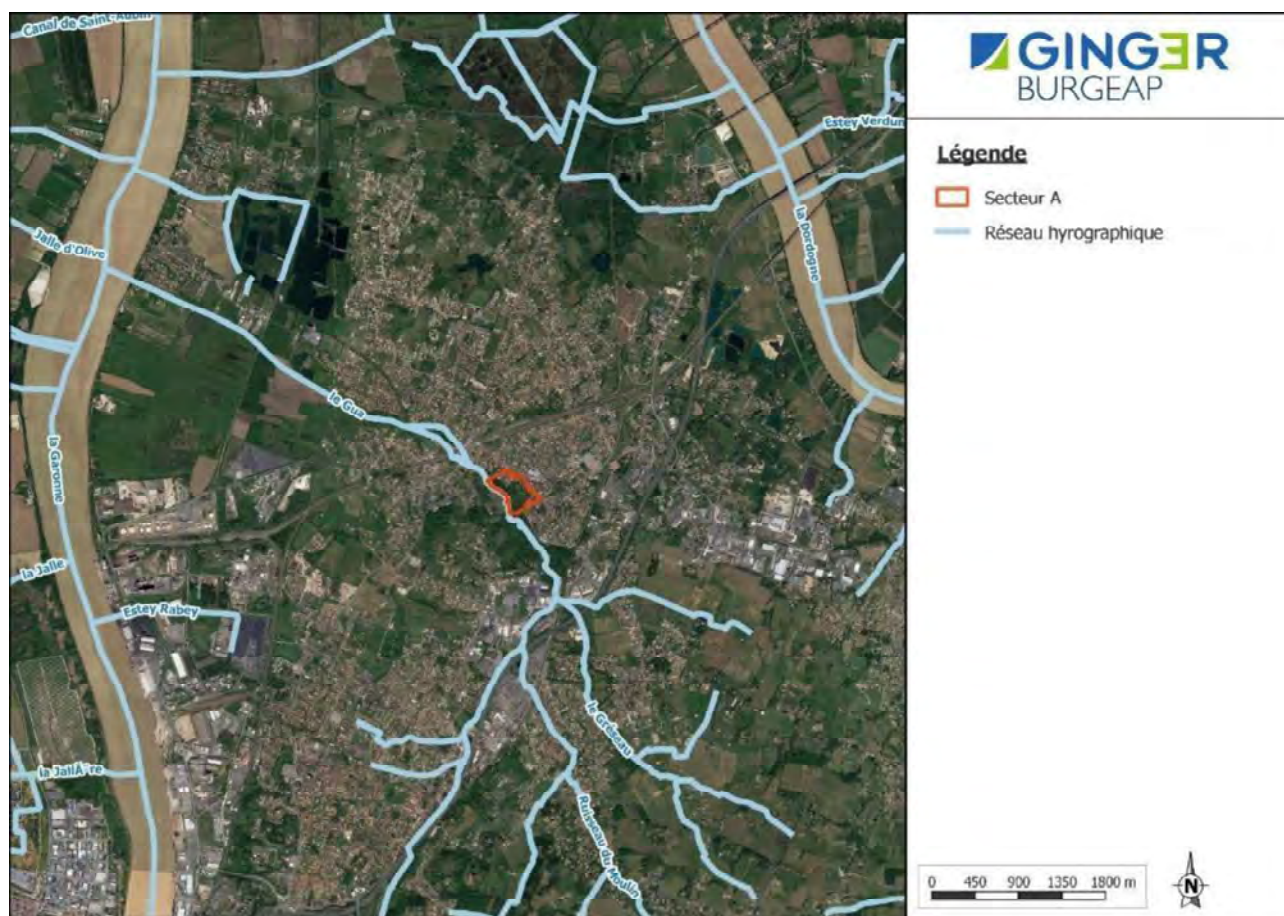 Canal de Saint-Aubin
GINGER
BURGEAP
Légende
Secteur A
Réseau hyrographique
Estey Verdun
Jalle d'Olive
la Dordogne
le Gua
la Garonne
la Jalle
Estey Rabey
le Gréseau
la JallÃ¨re
Ruisseau du Moulin
0 450 900 1350 1800 m
N